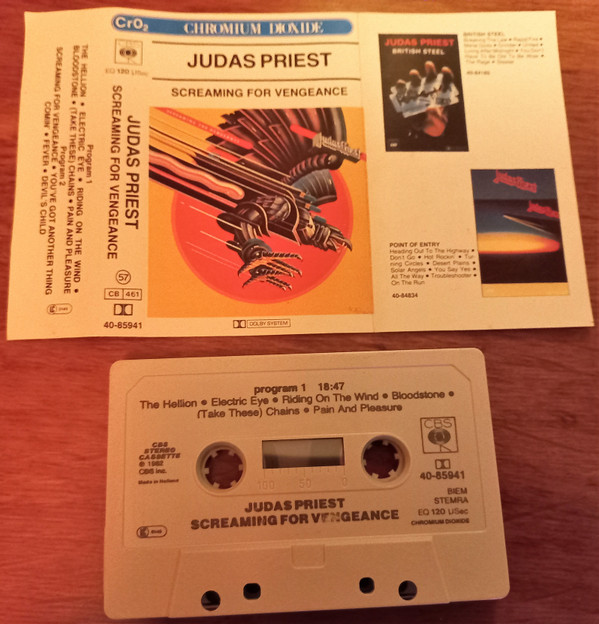 CrO₂ CHROMIUM DIOXIDE
EQ 120 LiSec
JUDAS PRIEST
SCREAMING FOR VENGEANCE
Judas Priest
DOLBY SYSTEM
JUDAS PRIEST
SCREAMING FOR VENGEANCE
57
CB 461
40-85941
Program 1
THE HELLION • ELECTRIC EYE • RIDING ON THE WIND •
BLOODSTONE • (TAKE THESE) CHAINS • PAIN AND PLEASURE
Program 2
SCREAMING FOR VENGEANCE • YOU'VE GOT ANOTHER THING
COMIN' • FEVER • DEVIL'S CHILD
JUDAS PRIEST
BRITISH STEEL
BRITISH STEEL
Breaking The Law • Rapid Fire •
Metal Gods • Grinder • United •
Living After Midnight • You Don't
Have To Be Old To Be Wise •
The Rage • Steeler
Judas Priest
POINT OF ENTRY
Heading Out To The Highway •
Don't Go • Hot Rockin' • Tur-
ning Circles • Desert Plains •
Solar Angels • You Say Yes •
All The Way • Troubleshooter •
On The Run
40-84834
program 1 18:47
The Hellion • Electric Eye • Riding On The Wind • Bloodstone •
(Take These) Chains • Pain And Pleasure
CBS
STEREO
CASSETTE
℗ 1982
CBS Inc.
Made in Holland
CBS
40-85941
BIEM
STEMRA
EQ 120 LiSec
CHROMIUM DIOXIDE
100 50 0
JUDAS PRIEST
SCREAMING FOR VENGEANCE